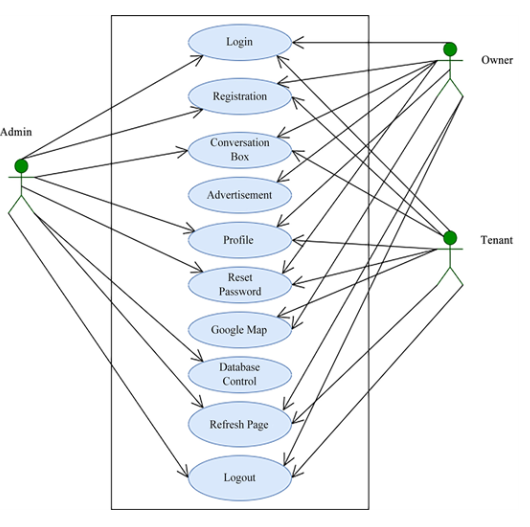 Login
Owner
Registration
Admin
Conversation
Box
Advertisement
Profile
Tenant
Reset
Password
Google Map
Database
Control
Refresh Page
Logout